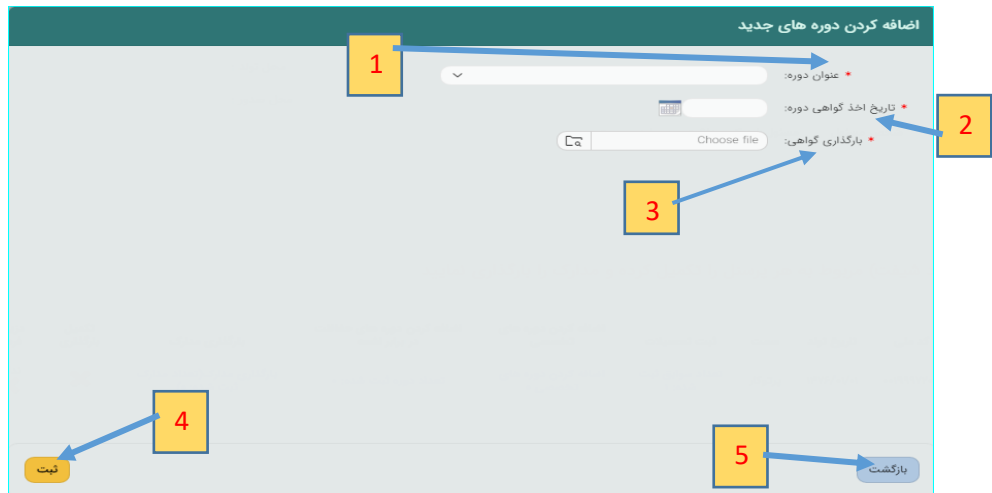 اضافه کردن دوره های جدید
1
* عنوان دوره:
* تاریخ اخذ گواهی دوره:
2
* بارگذاری گواهی: Choose file
3
4
5
بازگشت
ثبت